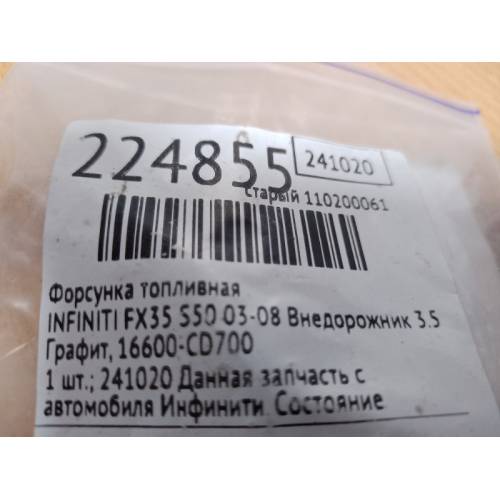 224855
241020
старый 110200061
Форсунка топливная
INFINITI FX35 S50 03-08 Внедорожник 3.5
Графит, 16600-CD700
1 шт.; 241020 Данная запчасть с
автомобиля Инфинити. Состояние